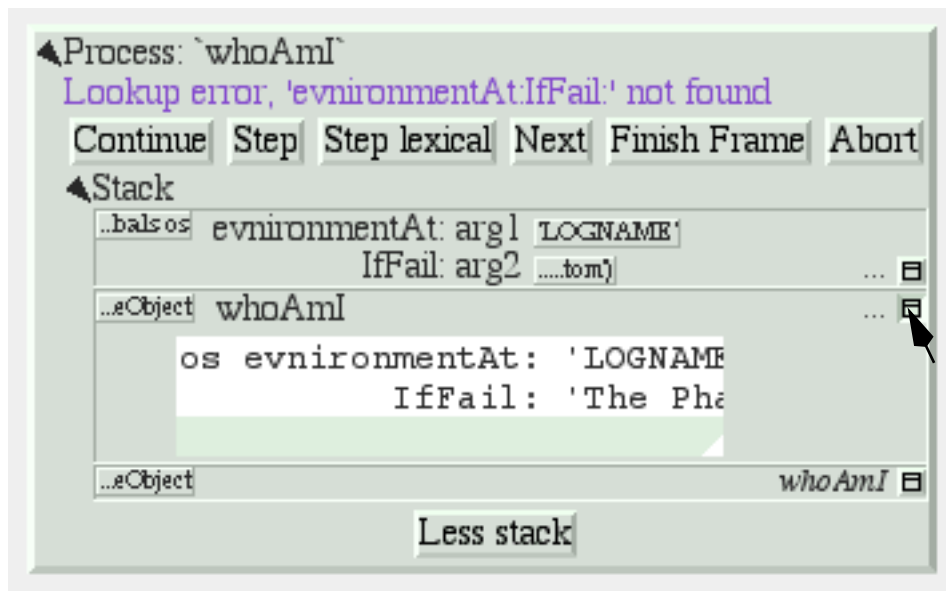 Process: `whoAmI`
Lookup error, 'evnironmentAt:IfFail:' not found
Continue Step Step lexical Next Finish Frame Abort
Stack
...bals os evnironmentAt: arg1 'LOGNAME'
IfFail: arg2 .....tom') ...
...eObject whoAmI ...
os evnironmentAt: 'LOGNAME
IfFail: 'The Pha
...eObject whoAmI
Less stack